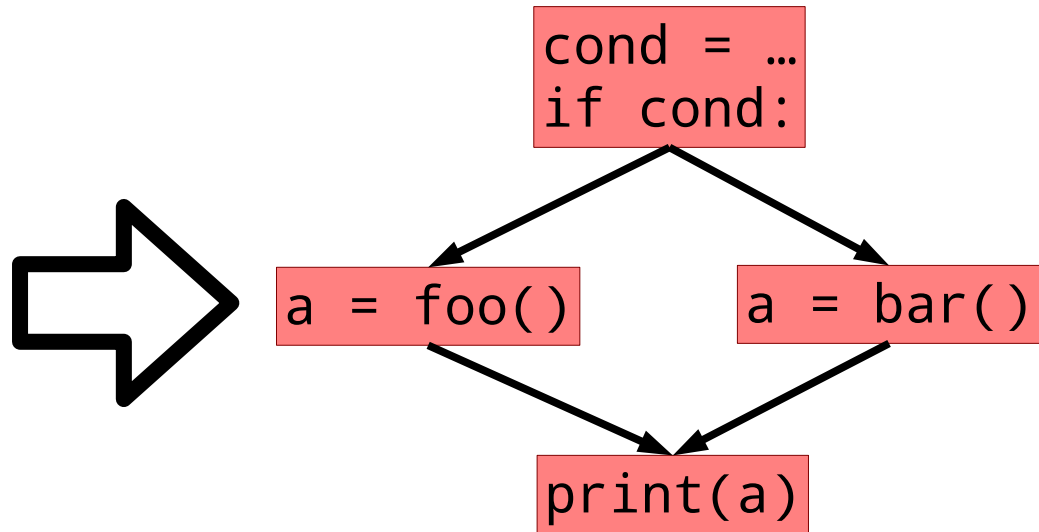 cond = …
if cond:
a = foo()
a = bar()
print(a)